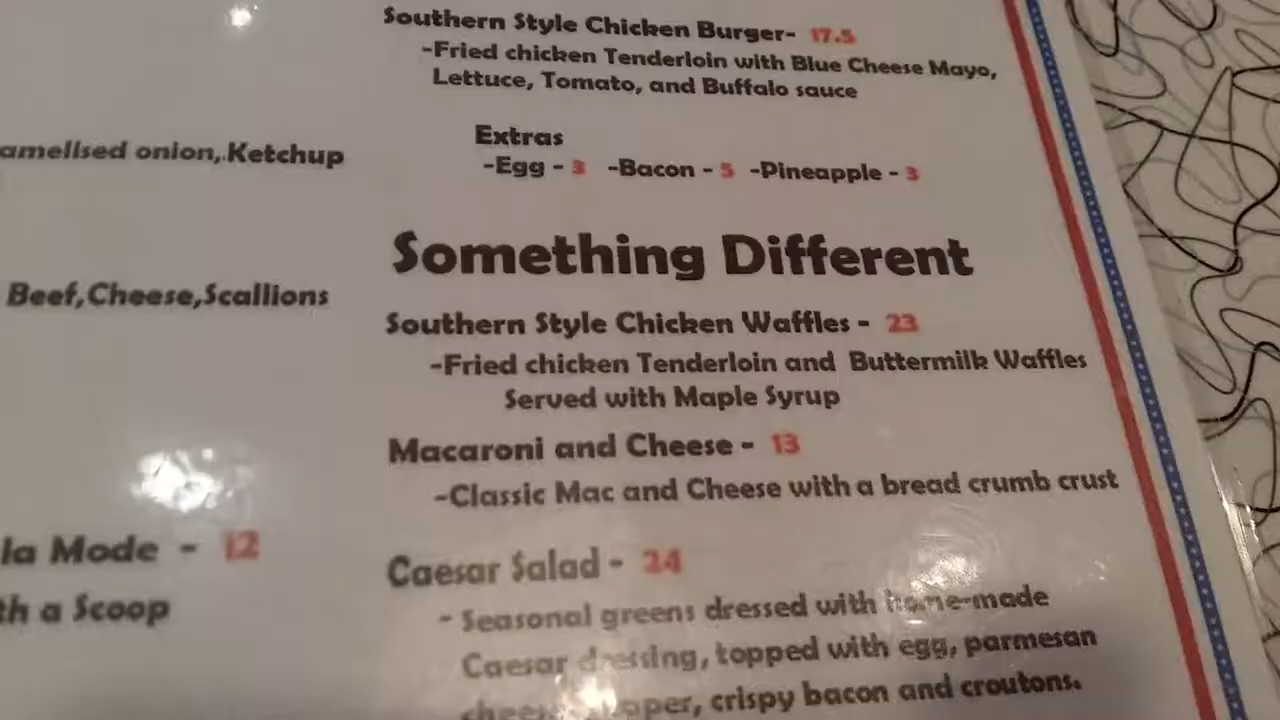 Southern Style Chicken Burger- 17.5
-Fried chicken Tenderloin with Blue Cheese Mayo,
Lettuce, Tomato, and Buffalo sauce
Extras
-Egg - 3 -Bacon - 5 -Pineapple - 3
amelised onion, Ketchup
Something Different
Beef,Cheese,Scallions
Southern Style Chicken Waffles - 23
-Fried chicken Tenderloin and Buttermilk Waffles
Served with Maple Syrup
Macaroni and Cheese - 13
-Classic Mac and Cheese with a bread crumb crust
la Mode - 12
th a Scoop
Caesar Salad - 24
- Seasonal greens dressed with home-made
Caesar dressing, topped with egg, parmesan
crispy bacon and croutons.